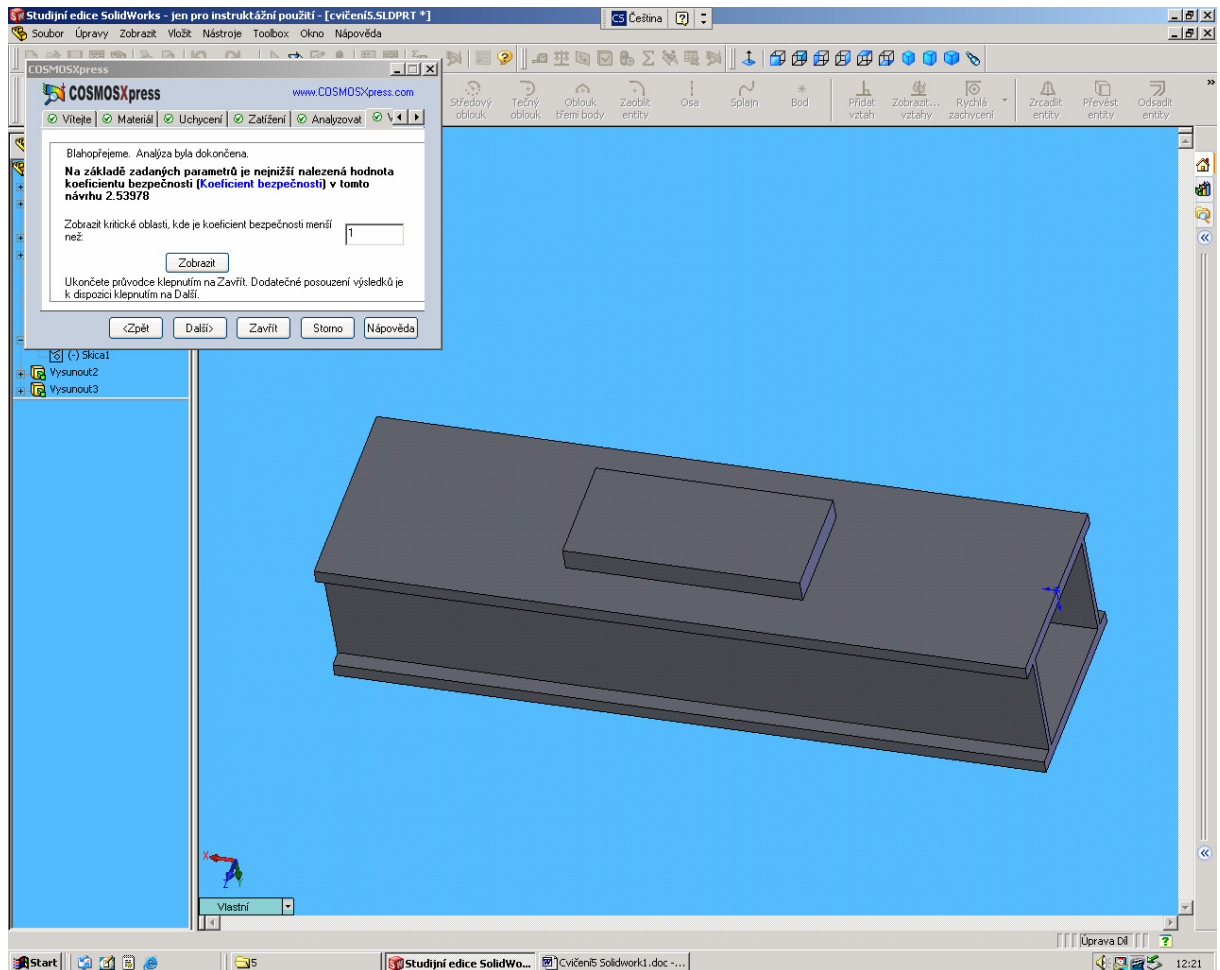 Studijní edice SolidWorks - jen pro instruktážní použití - [cvičení5.SLDPRT *]
CS Čeština
Soubor Úpravy Zobrazit Vložit Nástroje Toolbox Okno Nápověda
COSMOSXpress
COSMOSXpress
www.COSMOSXpress.com
Vítejte Materiál Uchycení Zatížení Analyzovat
Blahopřejeme. Analýza byla dokončena.
Na základě zadaných parametrů je nejnižší nalezená hodnota
koeficientu bezpečnosti (Koeficient bezpečnosti) v tomto
návrhu 2.53978
Zobrazit kritické oblasti, kde je koeficient bezpečnosti menší
než:
1
Zobrazit
Ukončete průvodce klepnutím na Zavřít. Dodatečné posouzení výsledků je
k dispozici klepnutím na Další.
<Zpět Další> Zavřít Storno Nápověda
Středový oblouk
Tečný oblouk
Oblouk třemi body
Zaoblit entity
Osa
Splajn
Bod
Přidat vztah
Zobrazit... vztahy
Rychlá zachycení
Zrcadlit entity
Převést entity
Odsadit entity
(-) Skica1
Vysunout2
Vysunout3
X
Z
Y
Vlastní
Úprava Díl
Start
5
Studijní edice SolidWo...
Cvičení5 Solidwork1.doc -...
12:21